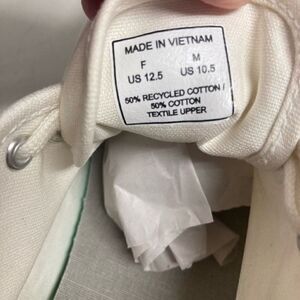 MADE IN VIETNAM
F M
US 12.5 US 10.5
50% RECYCLED COTTON /
50% COTTON
TEXTILE UPPER